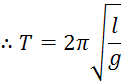 ∴ T = 2π√(l/g)